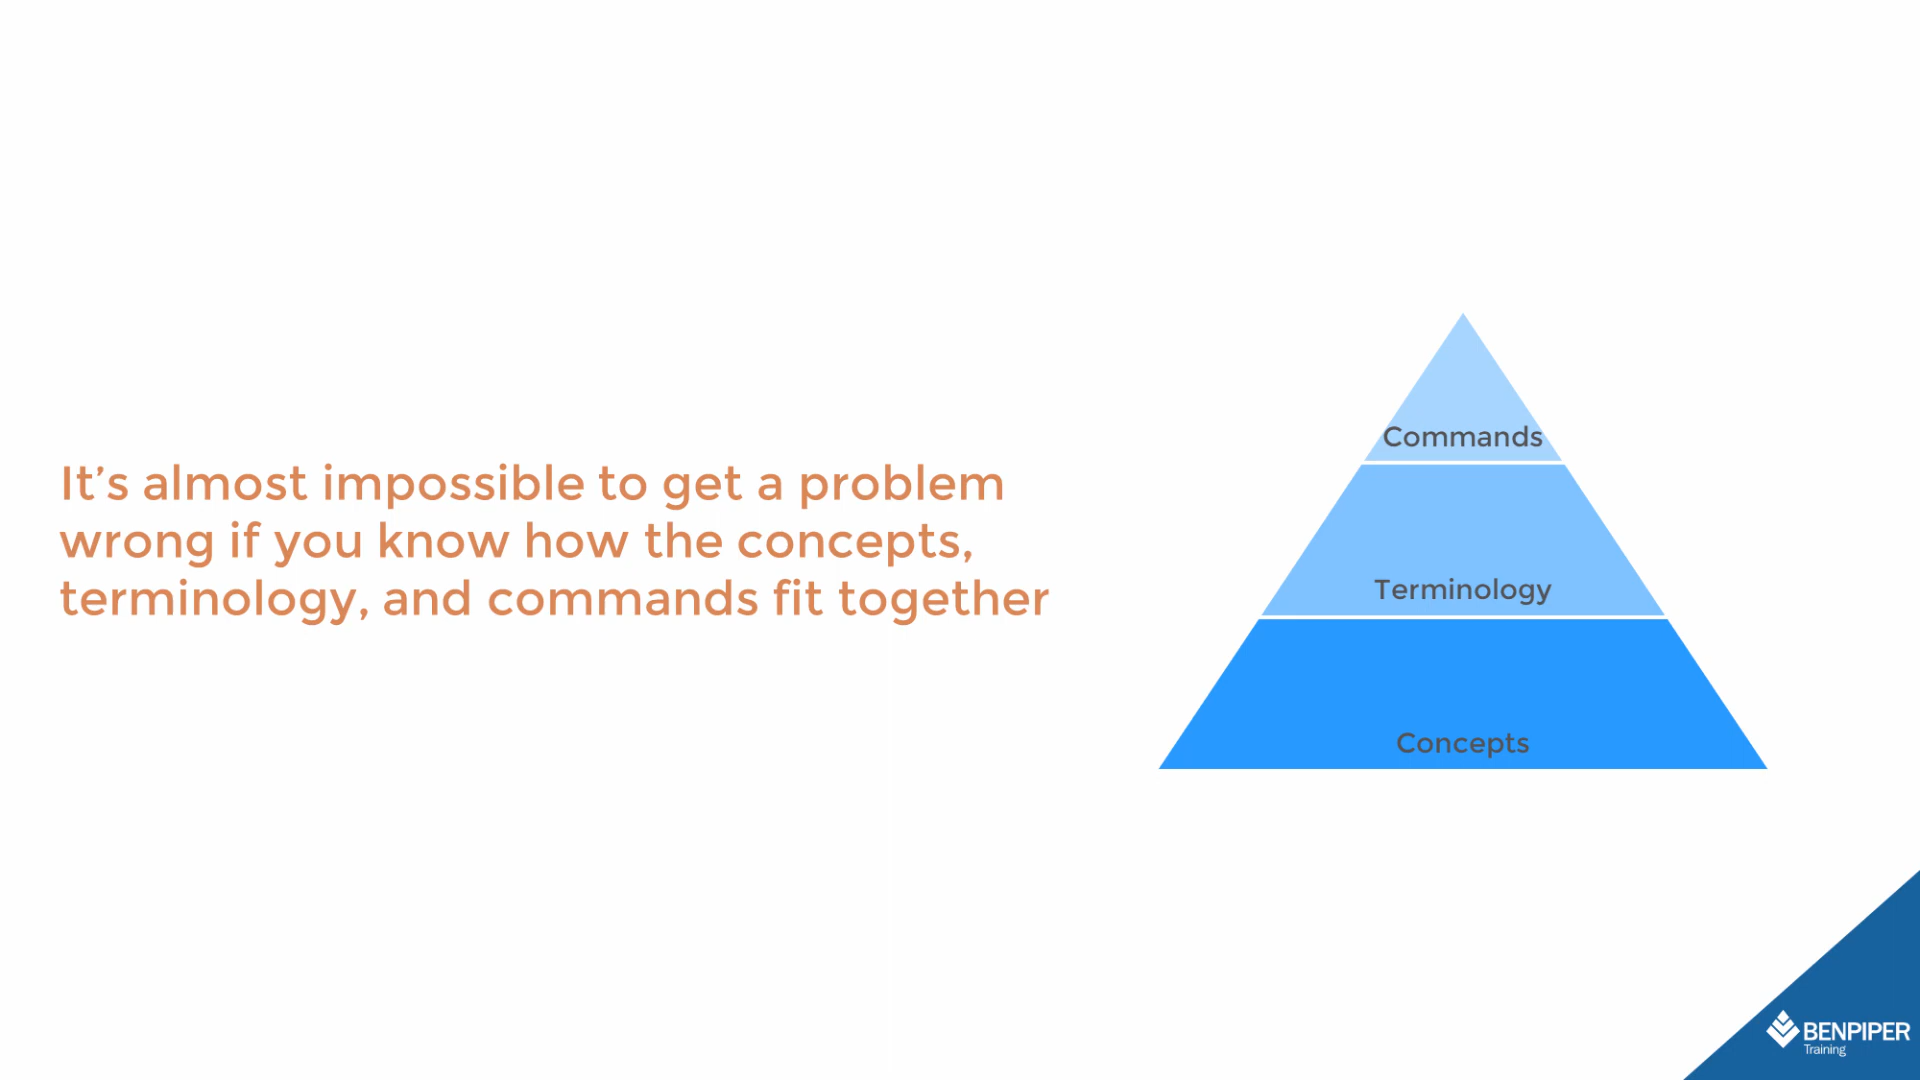 It’s almost impossible to get a problem
wrong if you know how the concepts,
terminology, and commands fit together
Commands
Terminology
Concepts
BENPIPER
Training